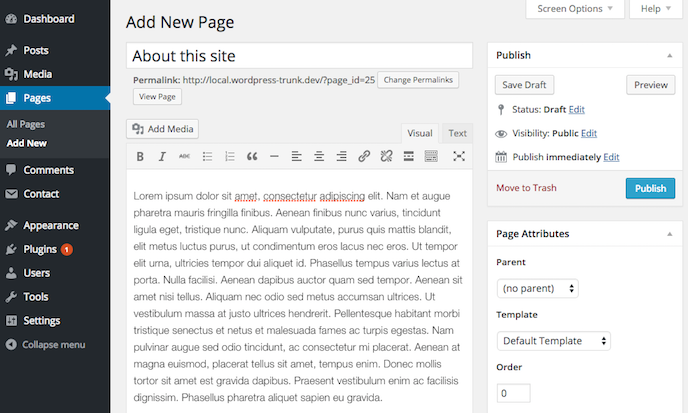 Dashboard
Posts
Media
Pages
All Pages
Add New
Comments
Contact
Appearance
Plugins 1
Users
Tools
Settings
Collapse menu
Screen Options
Help
Add New Page
About this site
Permalink: http://local.wordpress-trunk.dev/?page_id=25 Change Permalinks
View Page
Add Media
Visual Text
B I ABC
Lorem ipsum dolor sit amet, consectetur adipiscing elit. Nam et augue
pharetra mauris fringilla finibus. Aenean finibus nunc varius, tincidunt
ligula eget, tristique nunc. Aliquam vulputate, purus quis mattis blandit,
elit metus luctus purus, ut condimentum eros lacus nec eros. Ut tempor
elit urna, ultricies tempor dui aliquet id. Phasellus tempus varius lectus at
porta. Nulla facilisi. Aenean dapibus auctor quam sed tempor. Aenean sit
amet nisi tellus. Aliquam nec odio sed metus accumsan ultrices. Ut
vestibulum massa at justo ultrices hendrerit. Pellentesque habitant morbi
tristique senectus et netus et malesuada fames ac turpis egestas. Nam
pulvinar augue sed odio tincidunt, ac consectetur mi placerat. Aenean at
magna euismod, placerat tellus sit amet, tempus enim. Donec mollis
tortor sit amet est gravida dapibus. Praesent vestibulum enim ac facilisis
dignissim. Phasellus pharetra aliquet sapien eu gravida.
Publish
Save Draft Preview
Status: Draft Edit
Visibility: Public Edit
Publish immediately Edit
Move to Trash Publish
Page Attributes
Parent
(no parent)
Template
Default Template
Order
0